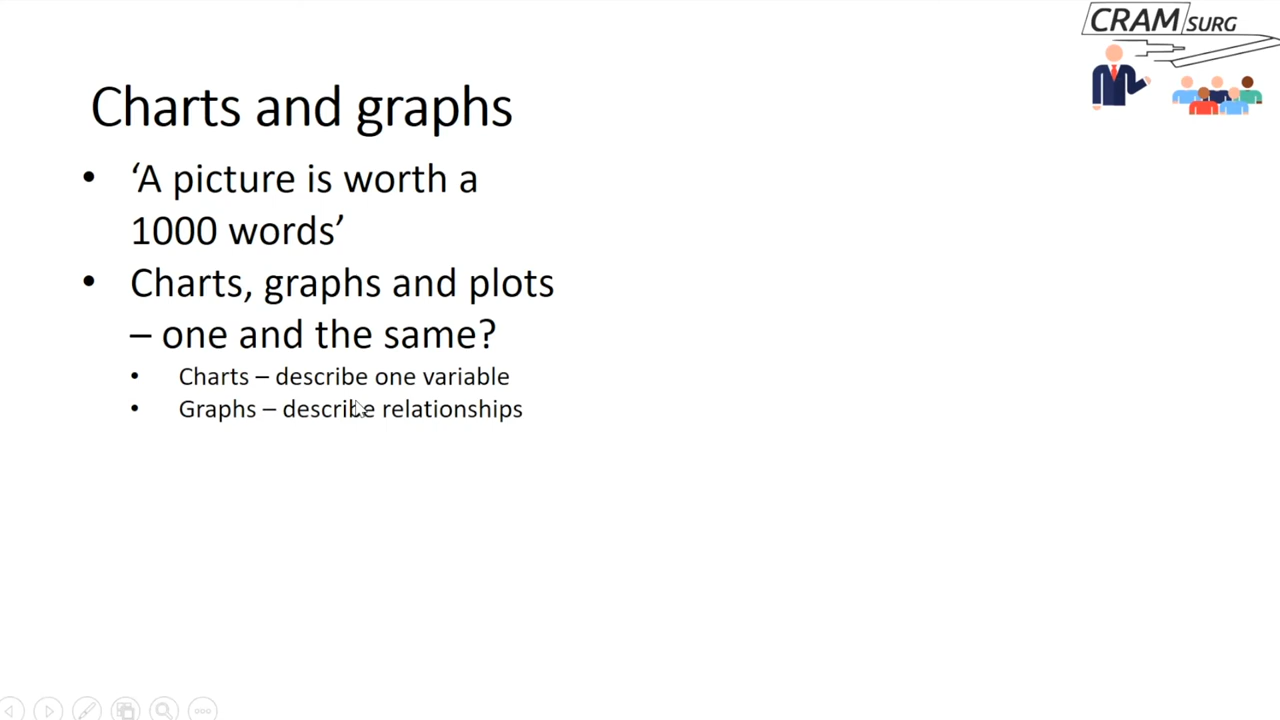 CRAM SURG
Charts and graphs
• ‘A picture is worth a
1000 words’
• Charts, graphs and plots
– one and the same?
• Charts – describe one variable
• Graphs – describe relationships